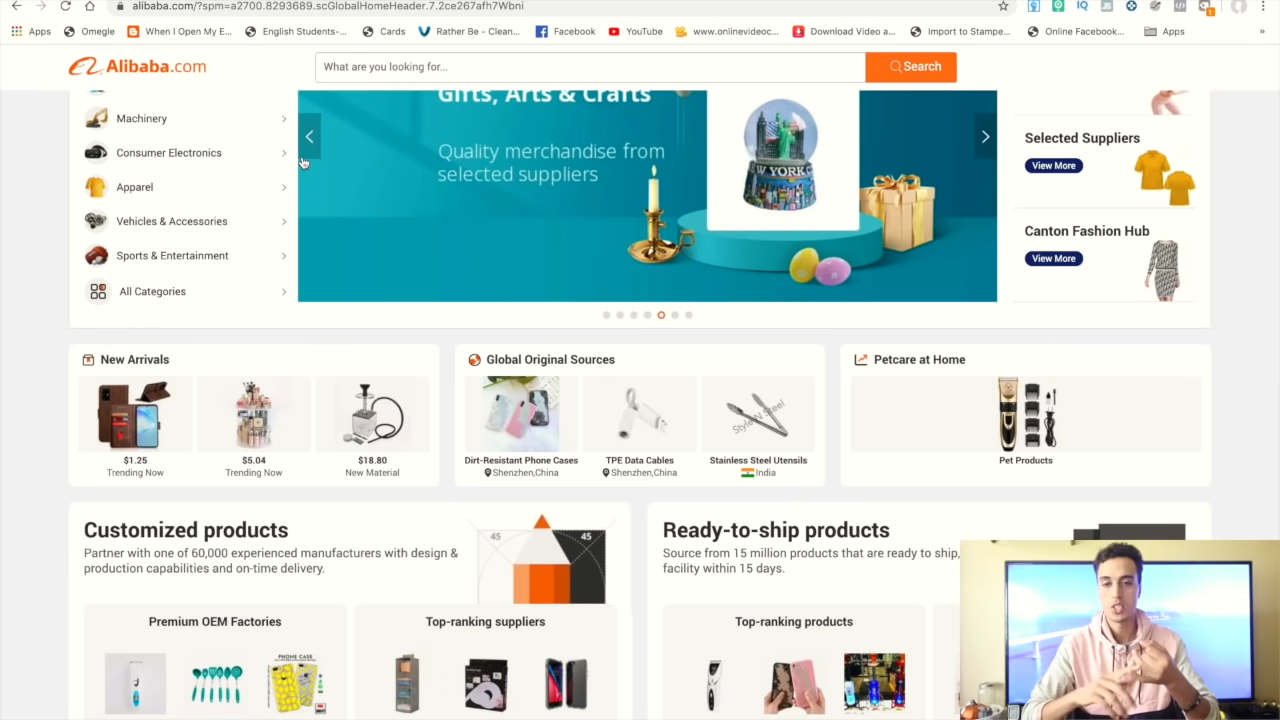 alibaba.com/?spm=a2700.8293689.scGlobalHomeHeader.7.2ce267afh7Wbni
Apps
Omegle
When I Open My E...
English Students-...
Cards
Rather Be - Clean...
Facebook
YouTube
www.onlinevideoc...
Download Video a...
Import to Stampe...
Online Facebook...
Apps
»
Alibaba.com
What are you looking for...
Search
Machinery
Consumer Electronics
Apparel
Vehicles & Accessories
Sports & Entertainment
All Categories
Gifts, Arts & Crafts
Quality merchandise from
selected suppliers
Selected Suppliers
View More
Canton Fashion Hub
View More
New Arrivals
$1.25
Trending Now
$5.04
Trending Now
$18.80
New Material
Global Original Sources
Style N Steel
Dirt-Resistant Phone Cases
Shenzhen,China
TPE Data Cables
Shenzhen,China
Stainless Steel Utensils
India
Petcare at Home
Pet Products
Customized products
Partner with one of 60,000 experienced manufacturers with design &
production capabilities and on-time delivery.
45
45
Premium OEM Factories
PHONE CASE
Top-ranking suppliers
Ready-to-ship products
Source from 15 million products that are ready to ship,
facility within 15 days.
Top-ranking products